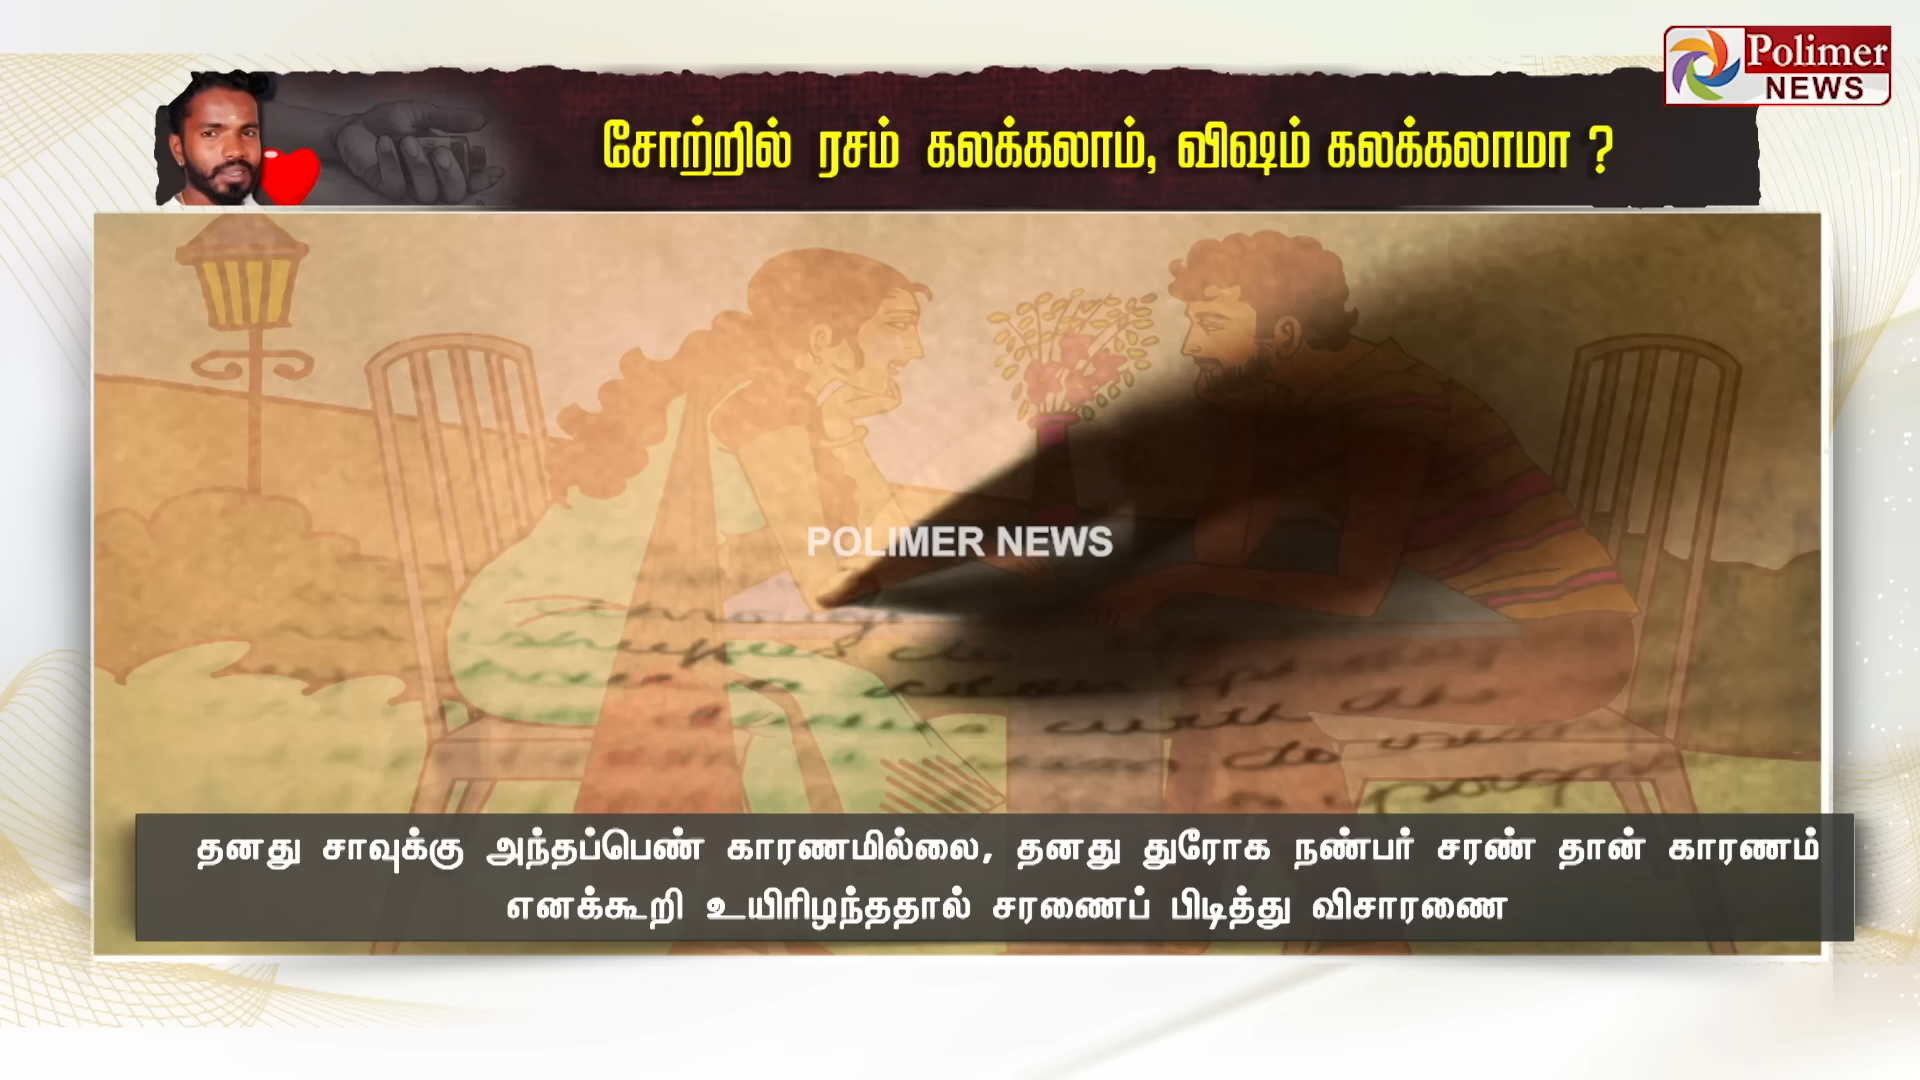 Polimer
NEWS
சோற்றில் ரசம் கலக்கலாம், விஷம் கலக்கலாமா ?
POLIMER NEWS
தனது சாவுக்கு அந்தப்பெண் காரணமில்லை, தனது துரோக நண்பர் சரண் தான் காரணம்
எனக்கூறி உயிரிழந்ததால் சரணைப் பிடித்து விசாரணை